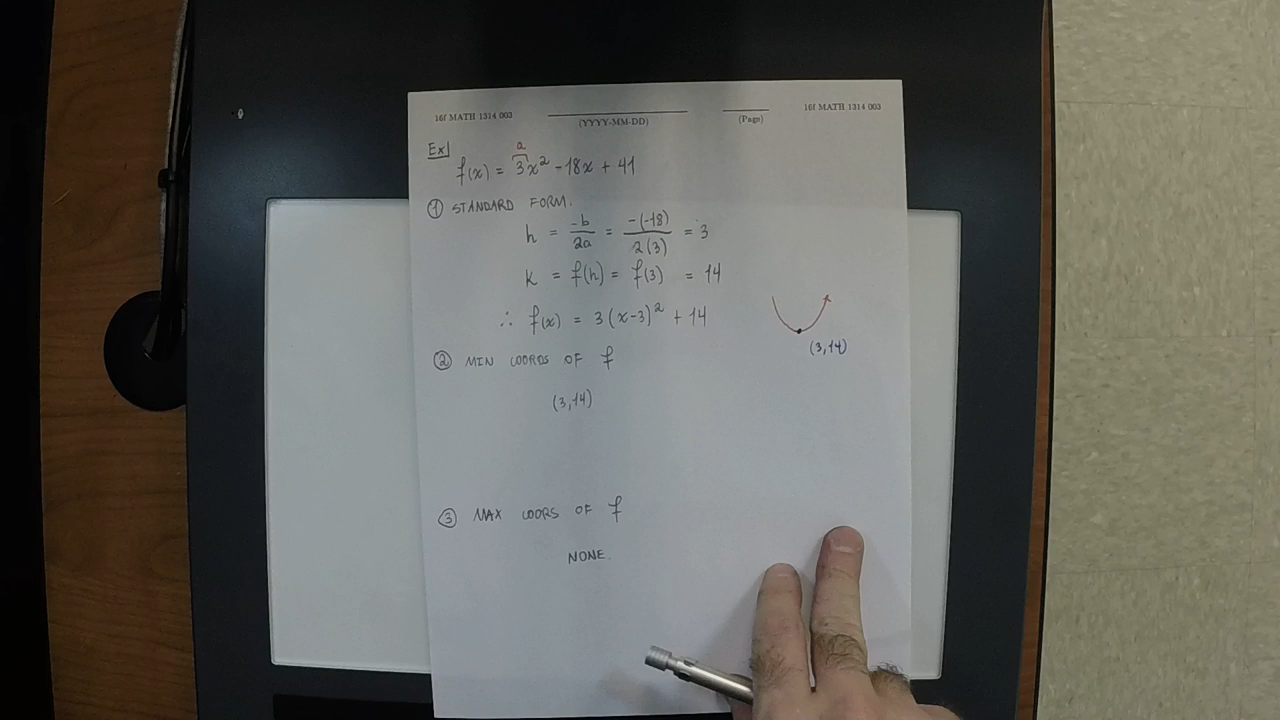 16f MATH 1314 003 (YYYY-MM-DD) (Page) 16f MATH 1314 003
Ex1
a
f(x) = 3x² - 18x + 41
① STANDARD FORM.
h = -b/2a = -(-18)/2(3) = 3
K = f(h) = f(3) = 14
∴ f(x) = 3(x-3)² + 14
(3,14)
② MIN COORDS OF f
(3,14)
③ MAX COORS OF f
NONE.